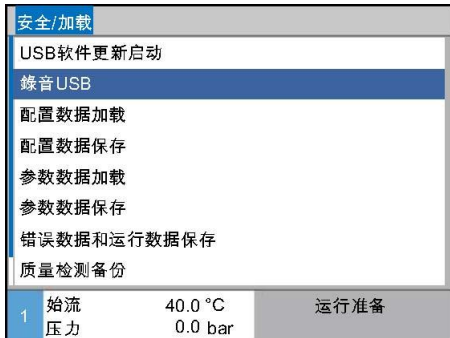 安全/加载
USB软件更新启动
錄音USB
配置数据加载
配置数据保存
参数数据加载
参数数据保存
错误数据和运行数据保存
质量检测备份
1 始流 40.0 °C 运行准备
压力 0.0 bar